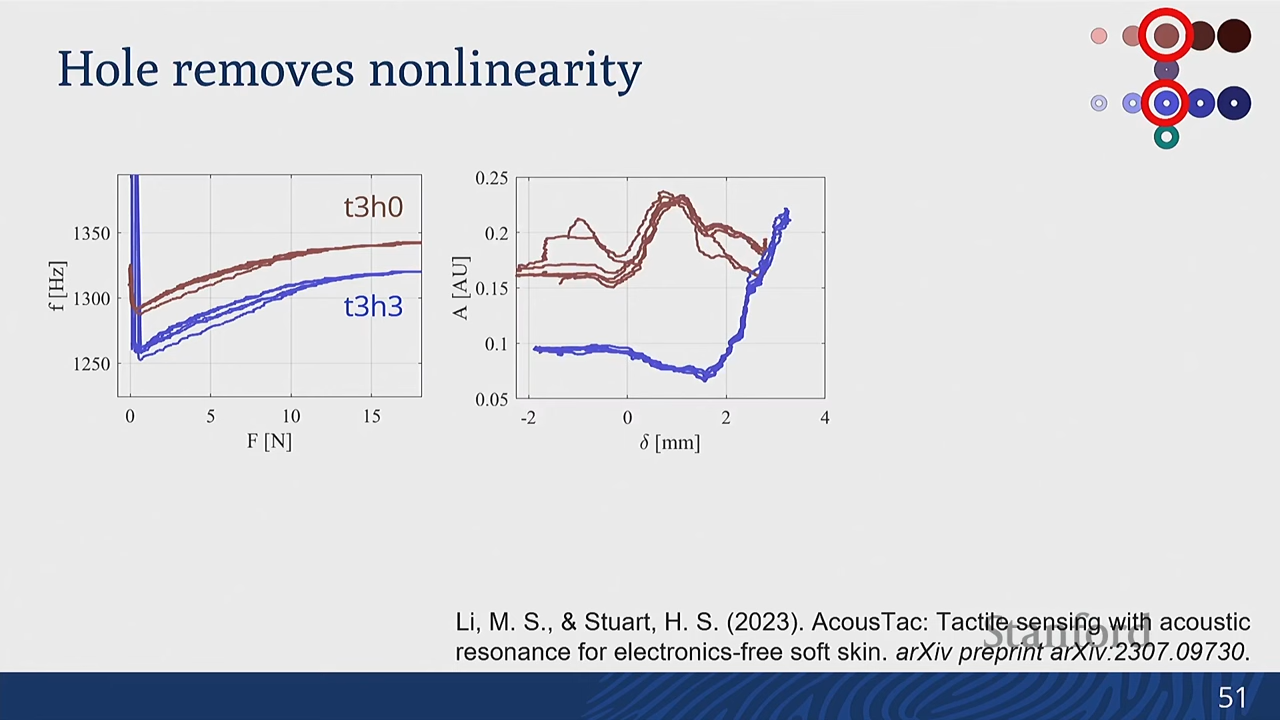 Hole removes nonlinearity
1350
1300
1250
f [Hz]
t3h0
t3h3
0
5
10
15
F [N]
0.25
0.2
0.15
0.1
0.05
A [AU]
-2
0
2
4
δ [mm]
Li, M. S., & Stuart, H. S. (2023). AcousTac: Tactile sensing with acoustic
resonance for electronics-free soft skin. arXiv preprint arXiv:2307.09730.
Stanford
51